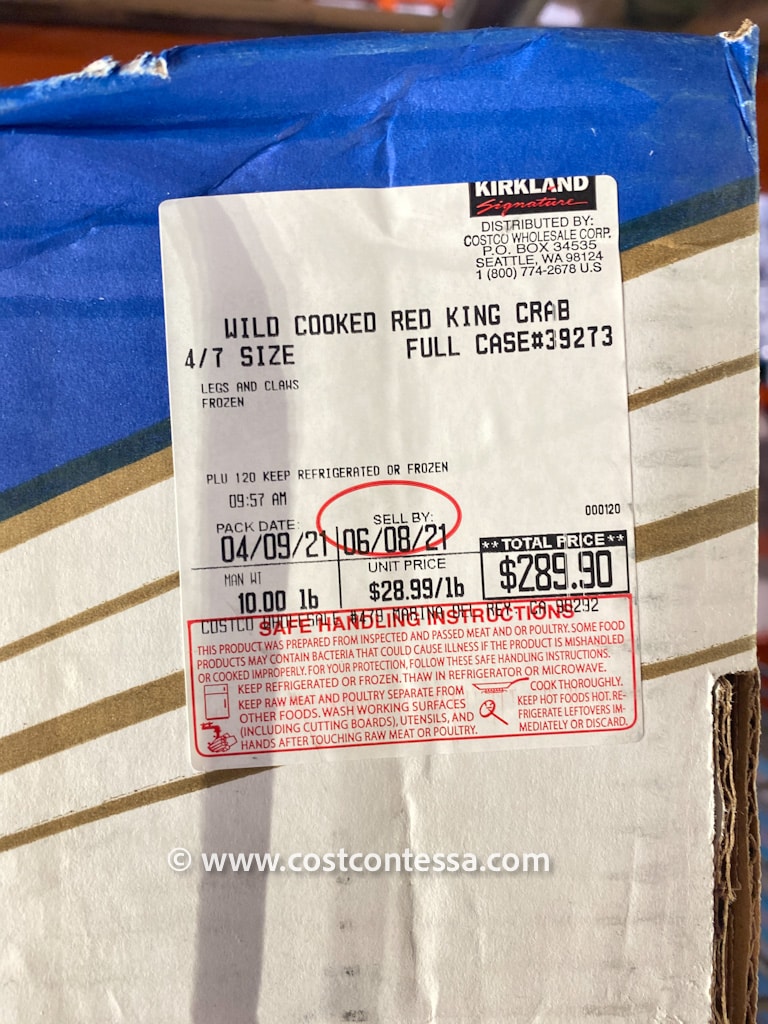 KIRKLAND
Signature
DISTRIBUTED BY:
COSTCO WHOLESALE CORP.
P.O. BOX 34535
SEATTLE, WA 98124
1 (800) 774-2678 U.S
WILD COOKED RED KING CRAB
4/7 SIZE FULL CASE#39273
LEGS AND CLAWS
FROZEN
PLU 120 KEEP REFRIGERATED OR FROZEN
09:57 AM
000120
PACK DATE: SELL BY:
04/09/21 06/08/21
**TOTAL PRICE**
$289.90
MAN WT UNIT PRICE
10.00 lb $28.99/lb
COSTCO WHOLESALE #479 MARINA DEL REY, CA 90292
SAFE HANDLING INSTRUCTIONS
THIS PRODUCT WAS PREPARED FROM INSPECTED AND PASSED MEAT AND OR POULTRY. SOME FOOD
PRODUCTS MAY CONTAIN BACTERIA THAT COULD CAUSE ILLNESS IF THE PRODUCT IS MISHANDLED
OR COOKED IMPROPERLY. FOR YOUR PROTECTION, FOLLOW THESE SAFE HANDLING INSTRUCTIONS.
KEEP REFRIGERATED OR FROZEN. THAW IN REFRIGERATOR OR MICROWAVE.
KEEP RAW MEAT AND POULTRY SEPARATE FROM
OTHER FOODS. WASH WORKING SURFACES
(INCLUDING CUTTING BOARDS), UTENSILS, AND
HANDS AFTER TOUCHING RAW MEAT OR POULTRY.
COOK THOROUGHLY.
KEEP HOT FOODS HOT. RE-
FRIGERATE LEFTOVERS IM-
MEDIATELY OR DISCARD.
© www.costcontessa.com